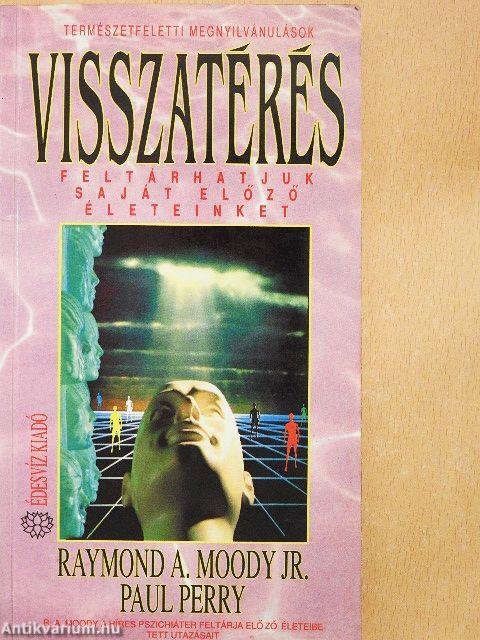 TERMÉSZETFELETTI MEGNYILVÁNULÁSOK
VISSZATÉRÉS
FELTÁRHATJUK
SAJÁT ELŐZŐ
ÉLETEINKET
ÉDESVÍZ KIADÓ
RAYMOND A. MOODY JR.
PAUL PERRY
R. A. MOODY A HÍRES PSZICHIÁTER FELTÁRJA ELŐZŐ ÉLETEIBE
TETT UTAZÁSAIT
Antikvarium.hu